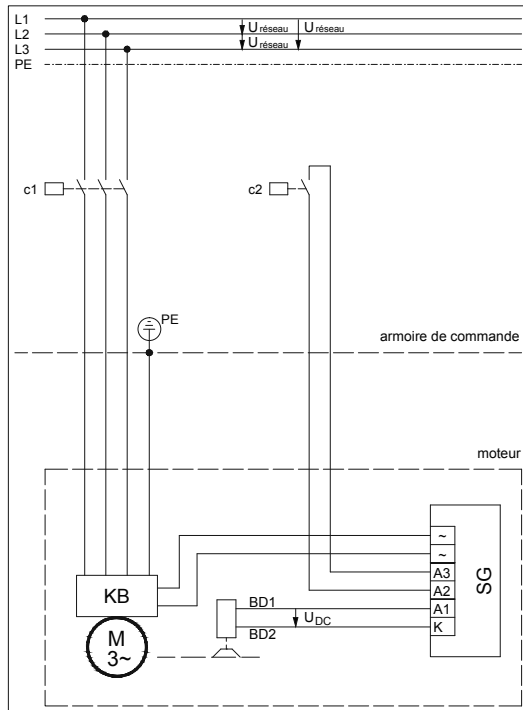 L1
L2
L3
PE
U réseau
U réseau
U réseau
c1
c2
PE
armoire de commande
moteur
~
~
A3
A2
A1
K
SG
KB
M
3~
BD1
BD2
U DC